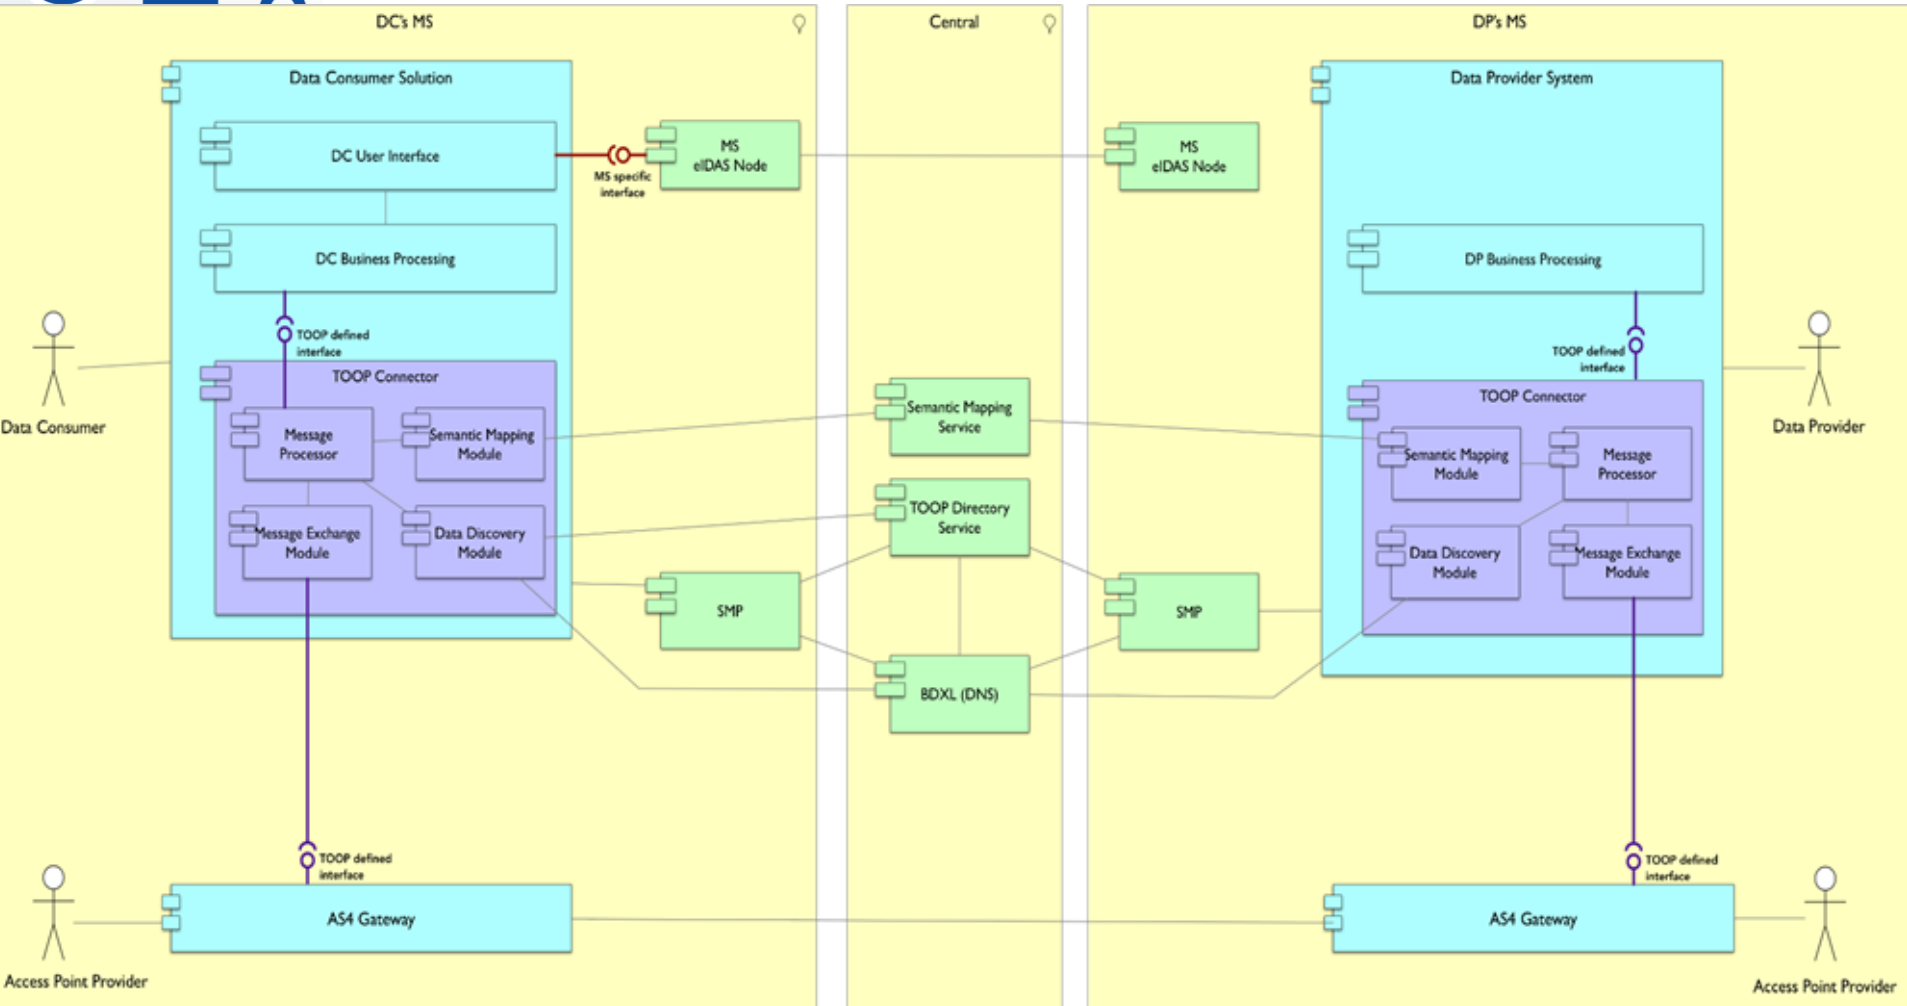 DC's MS
Central
DP's MS
Data Consumer Solution
Data Provider System
DC User Interface
MS
eIDAS Node
MS specific
interface
MS
eIDAS Node
DC Business Processing
DP Business Processing
TOOP defined
interface
TOOP defined
interface
Data Consumer
Data Provider
TOOP Connector
Message
Processor
Semantic Mapping
Module
Message Exchange
Module
Data Discovery
Module
Semantic Mapping
Service
TOOP Directory
Service
SMP
SMP
BDXL (DNS)
TOOP Connector
Semantic Mapping
Module
Message
Processor
Data Discovery
Module
Message Exchange
Module
TOOP defined
interface
TOOP defined
interface
AS4 Gateway
AS4 Gateway
Access Point Provider
Access Point Provider